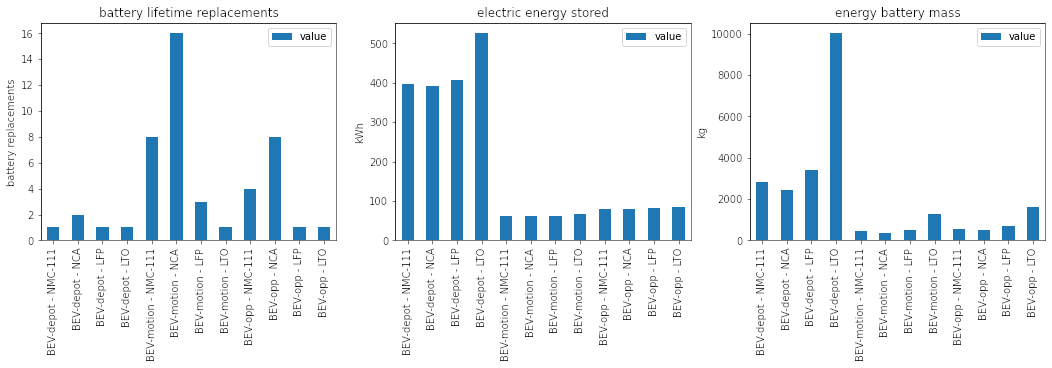 battery lifetime replacements
value
battery replacements
16
14
12
10
8
6
4
2
0
BEV-depot - NMC-111
BEV-depot - NCA
BEV-depot - LFP
BEV-depot - LTO
BEV-motion - NMC-111
BEV-motion - NCA
BEV-motion - LFP
BEV-motion - LTO
BEV-opp - NMC-111
BEV-opp - NCA
BEV-opp - LFP
BEV-opp - LTO
electric energy stored
value
kWh
500
400
300
200
100
0
BEV-depot - NMC-111
BEV-depot - NCA
BEV-depot - LFP
BEV-depot - LTO
BEV-motion - NMC-111
BEV-motion - NCA
BEV-motion - LFP
BEV-motion - LTO
BEV-opp - NMC-111
BEV-opp - NCA
BEV-opp - LFP
BEV-opp - LTO
energy battery mass
value
kg
10000
8000
6000
4000
2000
0
BEV-depot - NMC-111
BEV-depot - NCA
BEV-depot - LFP
BEV-depot - LTO
BEV-motion - NMC-111
BEV-motion - NCA
BEV-motion - LFP
BEV-motion - LTO
BEV-opp - NMC-111
BEV-opp - NCA
BEV-opp - LFP
BEV-opp - LTO